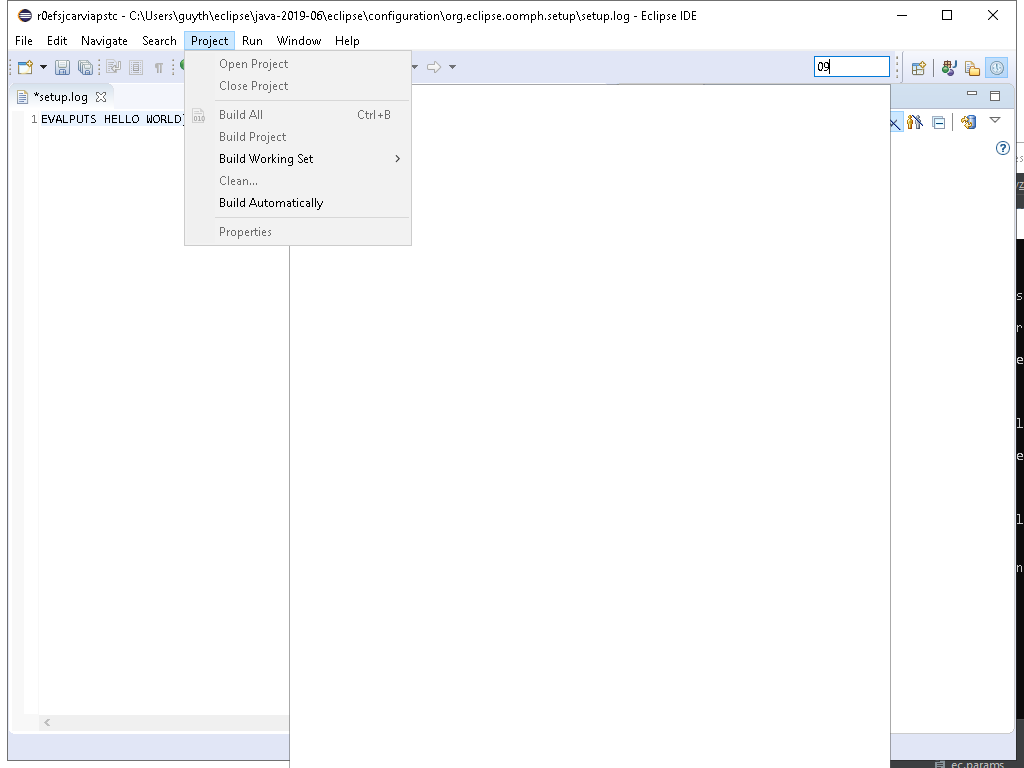 r0efsjcarviapstc - C:\Users\guyth\eclipse\java-2019-06\eclipse\configuration\org.eclipse.oomph.setup\setup.log - Eclipse IDE
File Edit Navigate Search Project Run Window Help
Open Project
09
Close Project
*setup.log
Build All Ctrl+B
1 EVALPUTS HELLO WORLD
Build Project
Build Working Set
Clean...
Build Automatically
Properties
ec.params